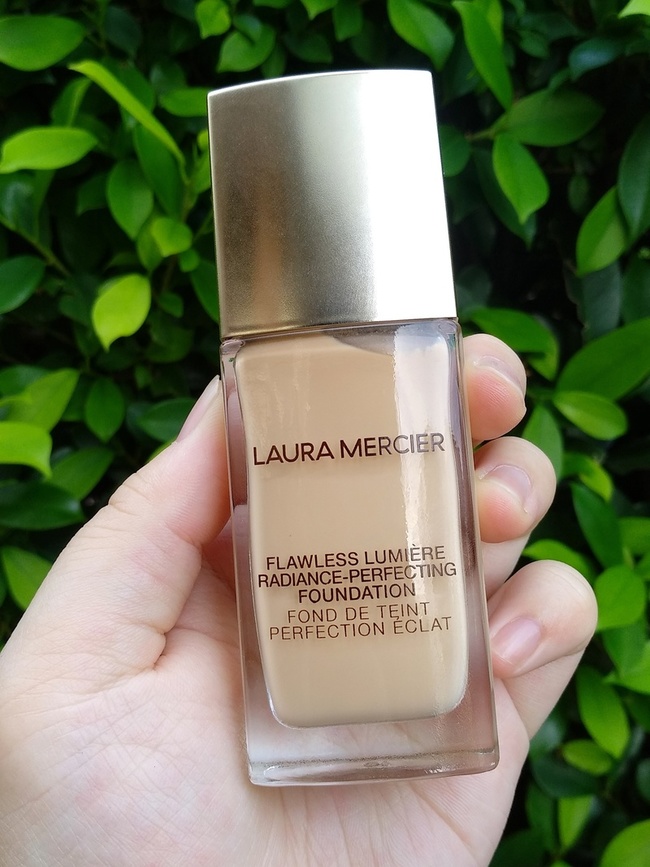 LAURA MERCIER
FLAWLESS LUMIÈRE
RADIANCE-PERFECTING
FOUNDATION
FOND DE TEINT
PERFECTION ÉCLAT